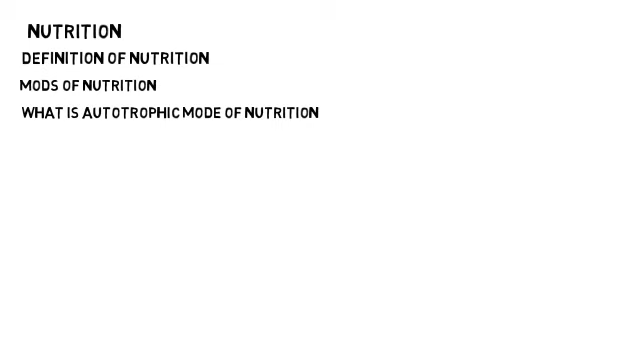 NUTRITION
DEFINITION OF NUTRITION
MODS OF NUTRITION
WHAT IS AUTOTROPHIC MODE OF NUTRITION